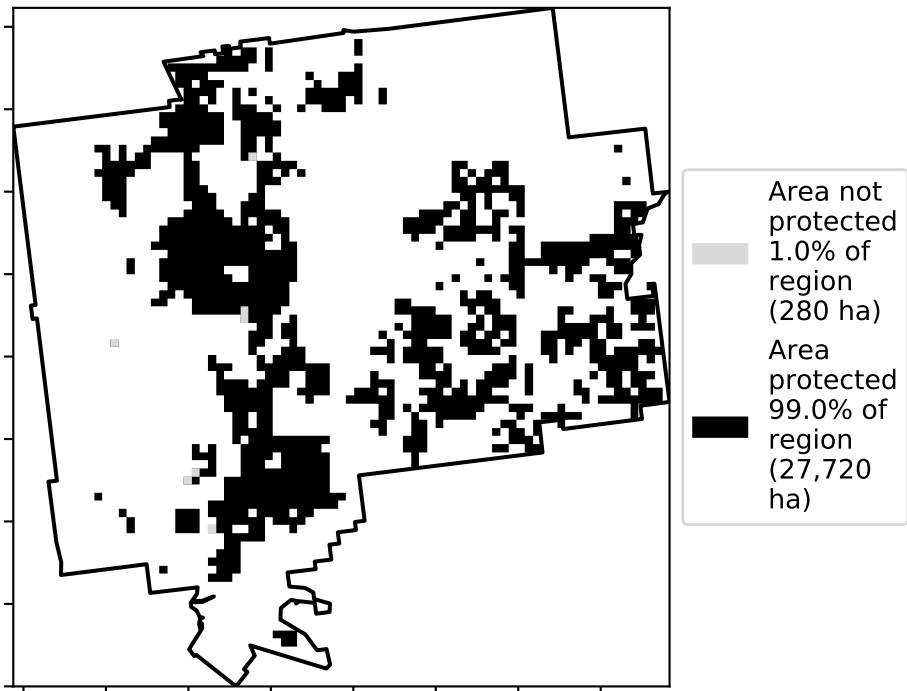 Area not
protected
1.0% of
region
(280 ha)
Area
protected
99.0% of
region
(27,720
ha)